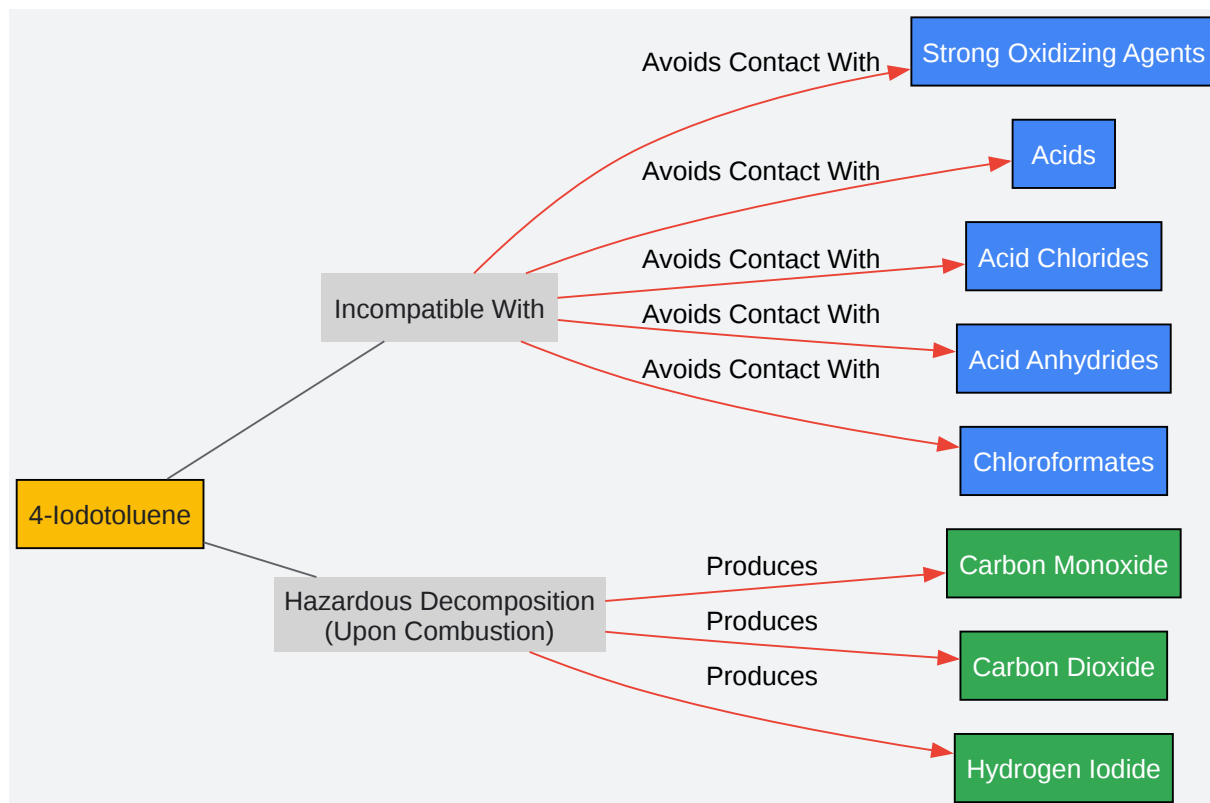 Avoids Contact With
Strong Oxidizing Agents
Avoids Contact With
Acids
Avoids Contact With
Acid Chlorides
Incompatible With
Avoids Contact With
Acid Anhydrides
Avoids Contact With
Chloroformates
4-Iodotoluene
Hazardous Decomposition
(Upon Combustion)
Produces
Carbon Monoxide
Produces
Carbon Dioxide
Produces
Hydrogen Iodide